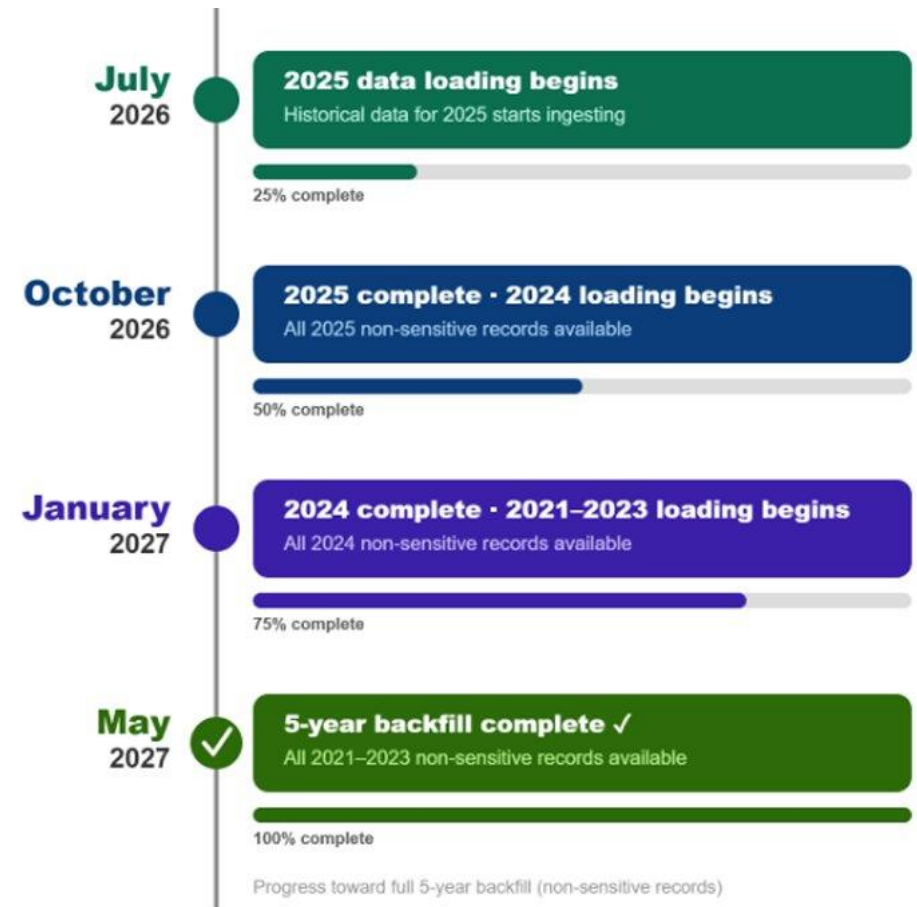 July
2026
2025 data loading begins
Historical data for 2025 starts ingesting
25% complete
October
2026
2025 complete · 2024 loading begins
All 2025 non-sensitive records available
50% complete
January
2027
2024 complete · 2021–2023 loading begins
All 2024 non-sensitive records available
75% complete
May
2027
5-year backfill complete ✓
All 2021–2023 non-sensitive records available
100% complete
Progress toward full 5-year backfill (non-sensitive records)